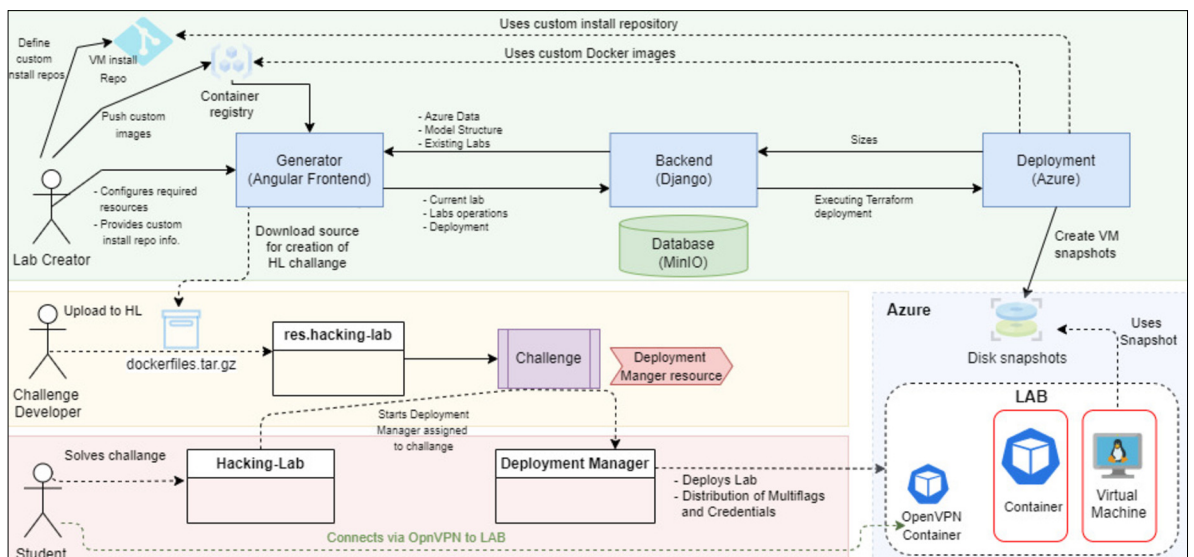 Uses custom install repository
Define
custom
nstall repos
VM install
Repo
Uses custom Docker images
Container
registry
Push custom
images
- Azure Data
- Model Structure
- Existing Labs
Sizes
Generator
(Angular Frontend)
Backend
(Django)
Deployment
(Azure)
- Configures required
resources
- Provides custom
install repo info.
- Current lab
- Labs operations
- Deployment
Executing Terraform
deployment
Lab Creator
Download source
for creation of
HL challange
Database
(MinIO)
Create VM
snapshots
Upload to HL
dockerfiles.tar.gz
res.hacking-lab
Challenge
Deployment
Manger resource
Challenge
Developer
Azure
Uses
Snapshot
Disk snapshots
Starts Deployment
Manager assigned
to challange
LAB
Container
Virtual
Machine
OpenVPN
Container
Solves challange
Hacking-Lab
Deployment Manager
- Deploys Lab
- Distribution of Multiflags
and Credentials
Connects via OpnVPN to LAB
Student